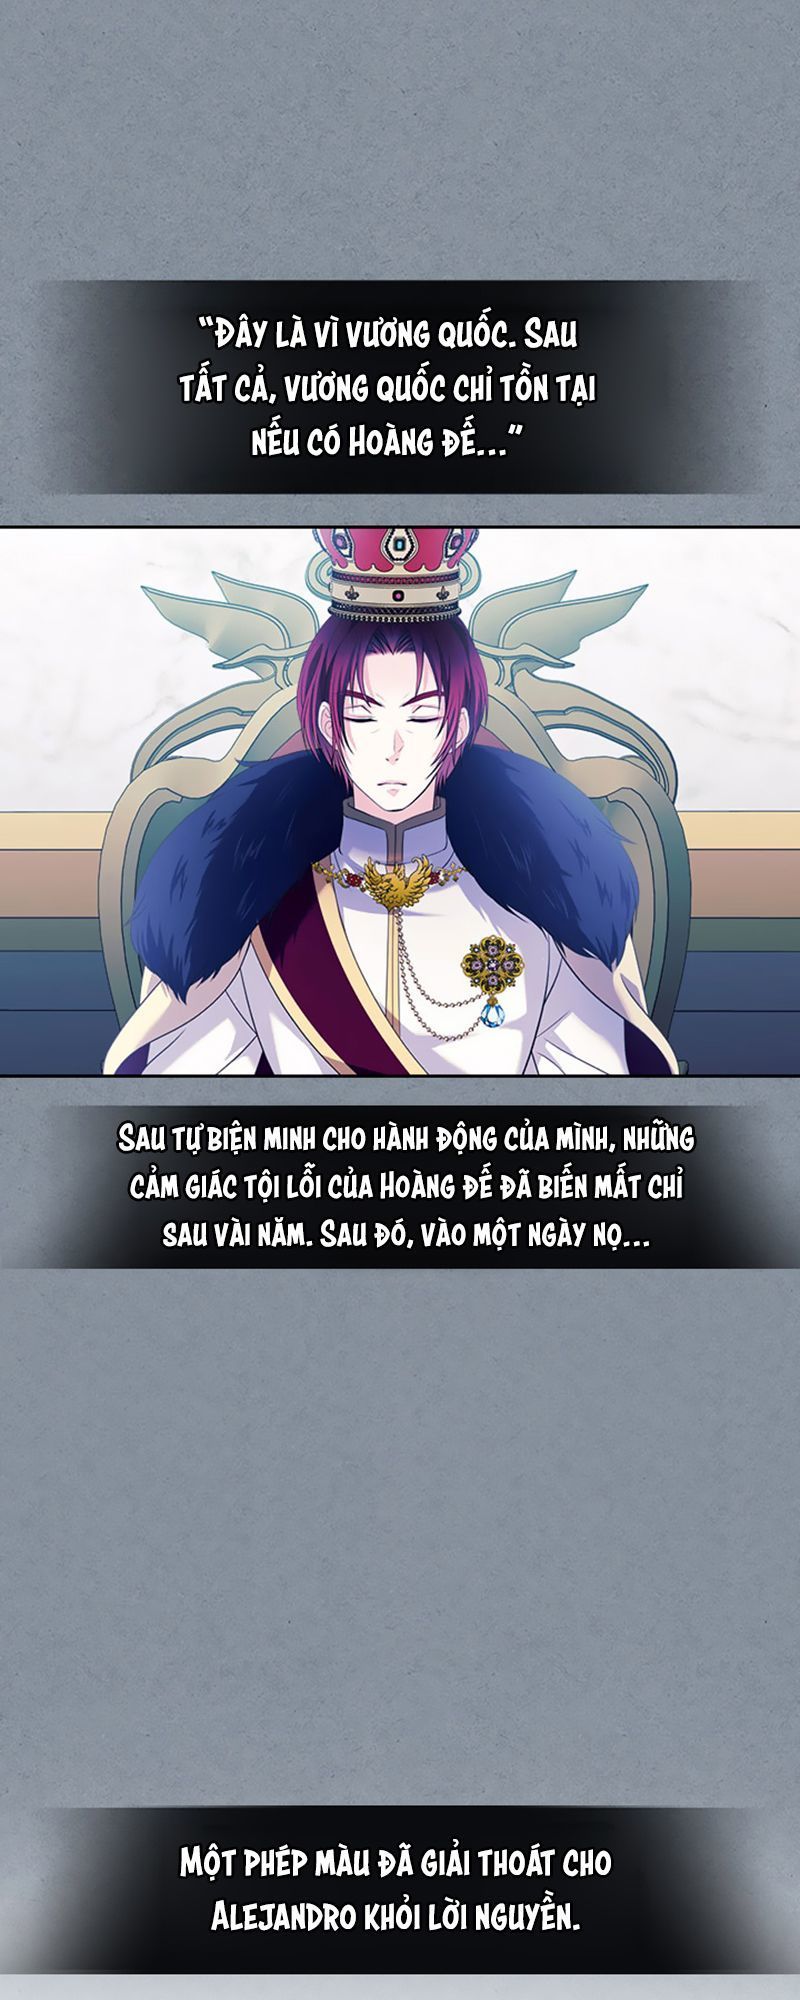 “Đây là vì vương quốc. Sau
tất cả, vương quốc chỉ tồn tại
nếu có Hoàng đế...”
Sau tự biện minh cho hành động của mình, những
cảm giác tội lỗi của Hoàng đế đã biến mất chỉ
sau vài năm. Sau đó, vào một ngày nọ...
Một phép màu đã giải thoát cho
Alejandro khỏi lời nguyền.